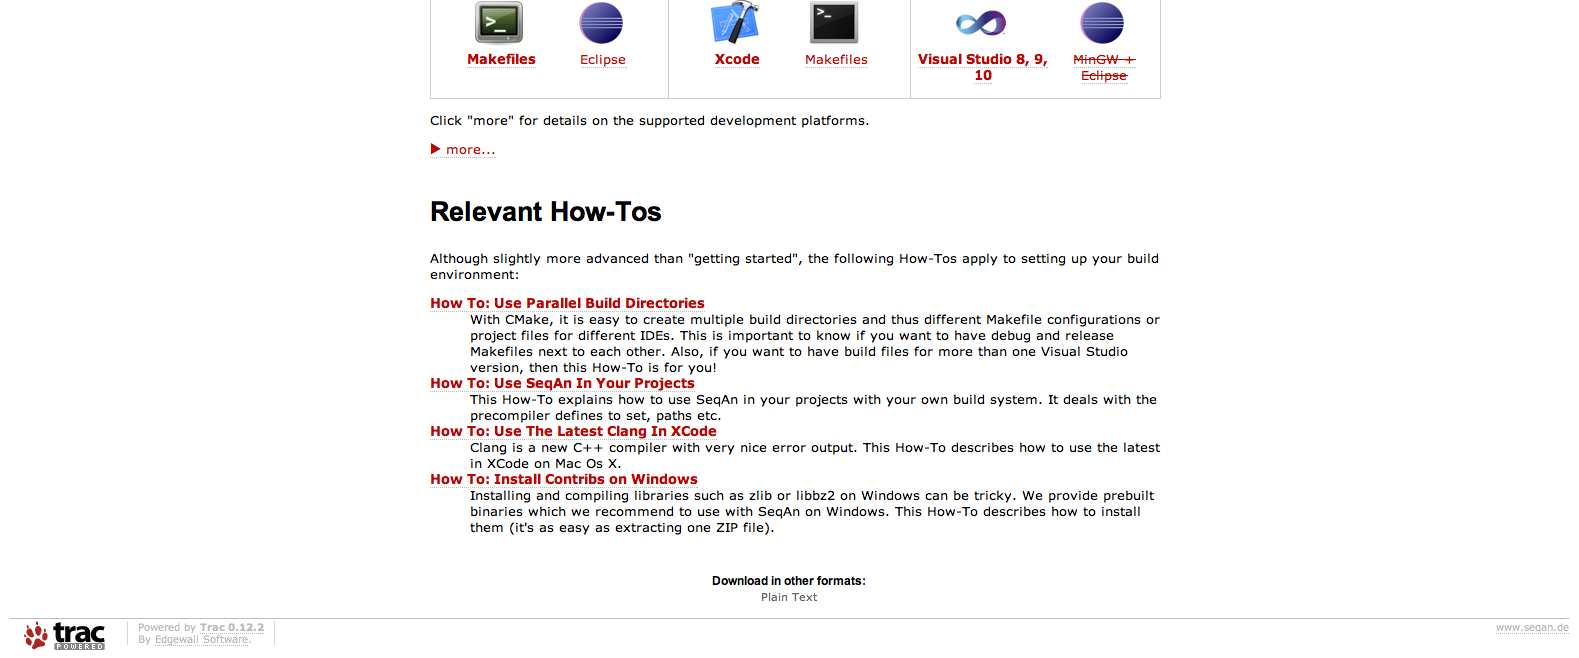 Makefiles
Eclipse
Xcode
Makefiles
Visual Studio 8, 9,
10
MinGW +
Eclipse
Click "more" for details on the supported development platforms.
more...
Relevant How-Tos
Although slightly more advanced than "getting started", the following How-Tos apply to setting up your build
environment:
How To: Use Parallel Build Directories
With CMake, it is easy to create multiple build directories and thus different Makefile configurations or
project files for different IDEs. This is important to know if you want to have debug and release
Makefiles next to each other. Also, if you want to have build files for more than one Visual Studio
version, then this How-To is for you!
How To: Use SeqAn In Your Projects
This How-To explains how to use SeqAn in your projects with your own build system. It deals with the
precompiler defines to set, paths etc.
How To: Use The Latest Clang In XCode
Clang is a new C++ compiler with very nice error output. This How-To describes how to use the latest
in XCode on Mac Os X.
How To: Install Contribs on Windows
Installing and compiling libraries such as zlib or libbz2 on Windows can be tricky. We provide prebuilt
binaries which we recommend to use with SeqAn on Windows. This How-To describes how to install
them (it's as easy as extracting one ZIP file).
Download in other formats:
Plain Text
trac
POWERED
Powered by Trac 0.12.2
By Edgewall Software.
www.seqan.de